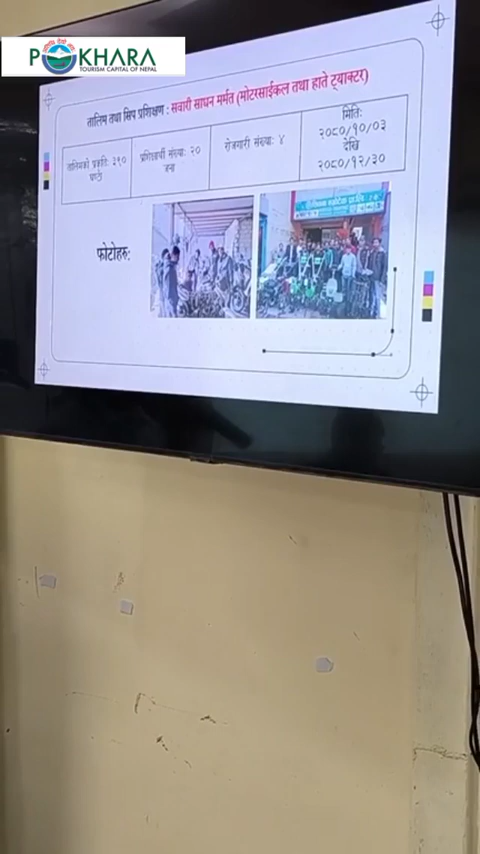 POKHARA
TOURISM CAPITAL OF NEPAL
तालिम तथा सिप प्रशिक्षण : सवारी साधन मर्मत (मोटरसाईकल तथा हाते ट्याक्टर)
तालिमको प्रकृति: ३९०
घण्टा
प्रशिक्षार्थी संख्या: २०
जना
रोजगारी संख्या: ४
मिति:
२०८०/१०/०३
देखि
२०८०/१२/३०
फोटोहरु: